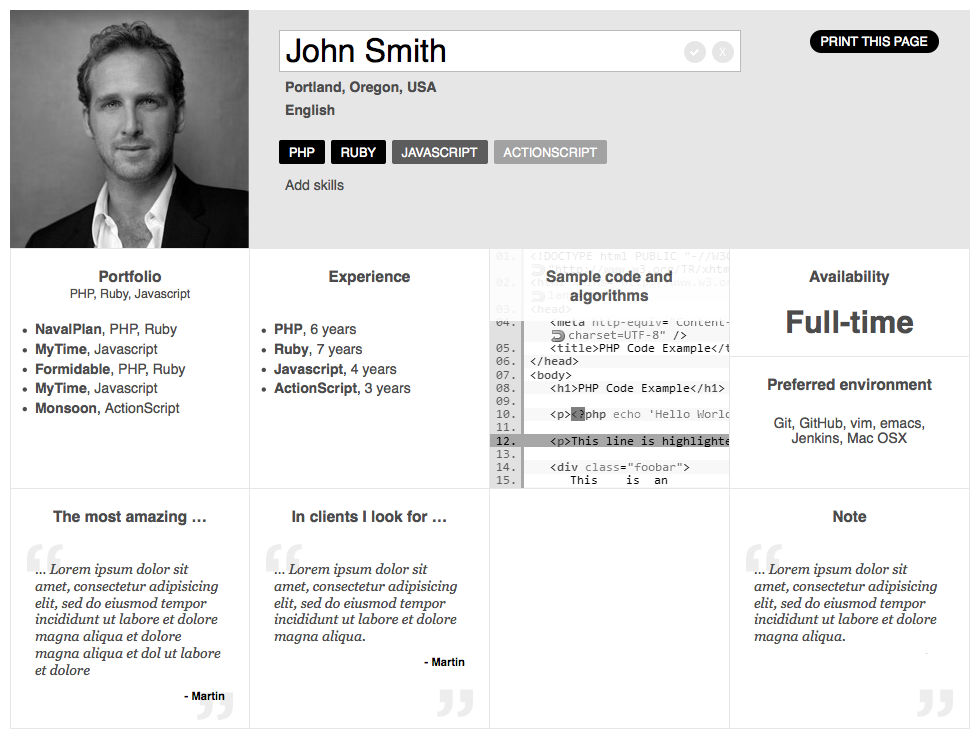 John Smith
x
PRINT THIS PAGE
Portland, Oregon, USA
English
PHP RUBY JAVASCRIPT ACTIONSCRIPT
Add skills
Portfolio
PHP, Ruby, Javascript
• NavalPlan, PHP, Ruby
• MyTime, Javascript
• Formidable, PHP, Ruby
• MyTime, Javascript
• Monsoon, ActionScript
Experience
• PHP, 6 years
• Ruby, 7 years
• Javascript, 4 years
• ActionScript, 3 years
Sample code and
algorithms
01. <!DOCTYPE html PUBLIC "-//W3C
02.
03. <head>
04. <meta http-equiv="Content-
charset=UTF-8" />
05. <title>PHP Code Example</t
06. </head>
07. <body>
08. <h1>PHP Code Example</h1>
09.
10. <p><?php echo 'Hello World
11.
12. <p>This line is highlighte
13.
14. <div class="foobar">
15. This is an
Availability
Full-time
Preferred environment
Git, GitHub, vim, emacs,
Jenkins, Mac OSX
The most amazing ...
“
... Lorem ipsum dolor sit
amet, consectetur adipisicing
elit, sed do eiusmod tempor
incididunt ut labore et dolore
magna aliqua et dolore
magna aliqua et dol ut labore
et dolore
- Martin
”
In clients I look for ...
“
... Lorem ipsum dolor sit
amet, consectetur adipisicing
elit, sed do eiusmod tempor
incididunt ut labore et dolore
magna aliqua.
- Martin
”
Note
“
... Lorem ipsum dolor sit
amet, consectetur adipisicing
elit, sed do eiusmod tempor
incididunt ut labore et dolore
magna aliqua.
”